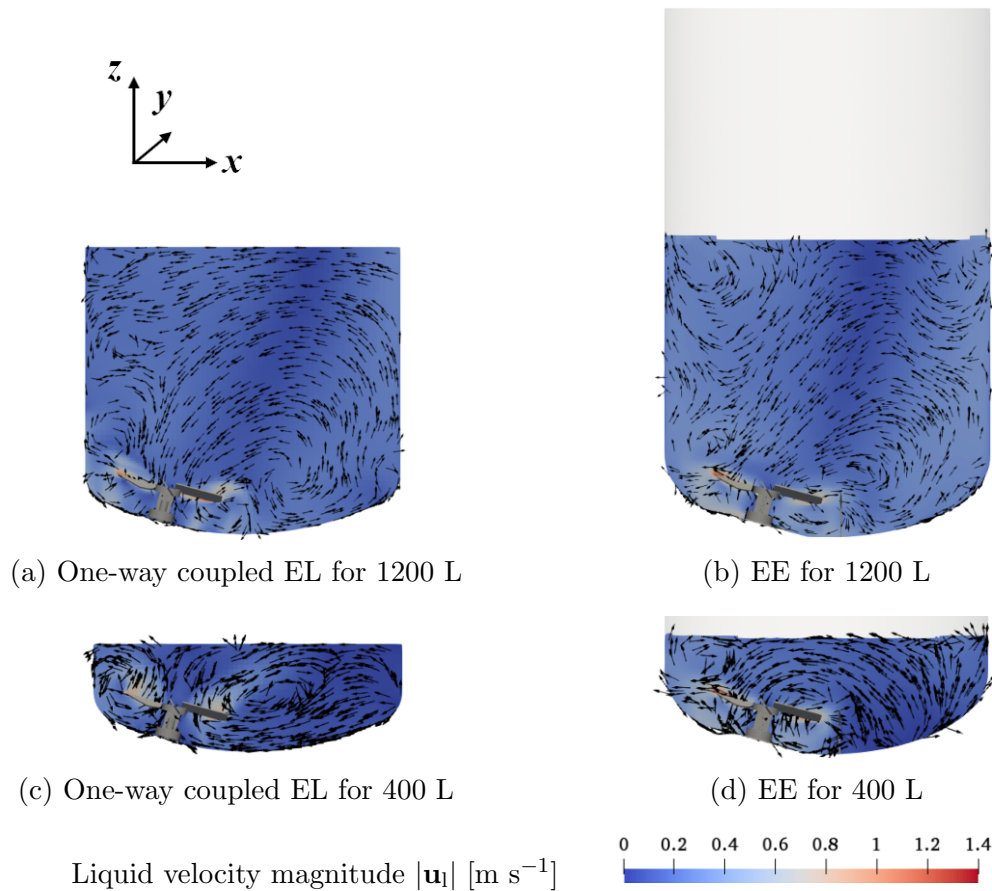 z
y
x
(a) One-way coupled EL for 1200 L
(b) EE for 1200 L
(c) One-way coupled EL for 400 L
(d) EE for 400 L
0 0.2 0.4 0.6 0.8 1 1.2 1.4
Liquid velocity magnitude |𝐮ₗ| [m s⁻¹]